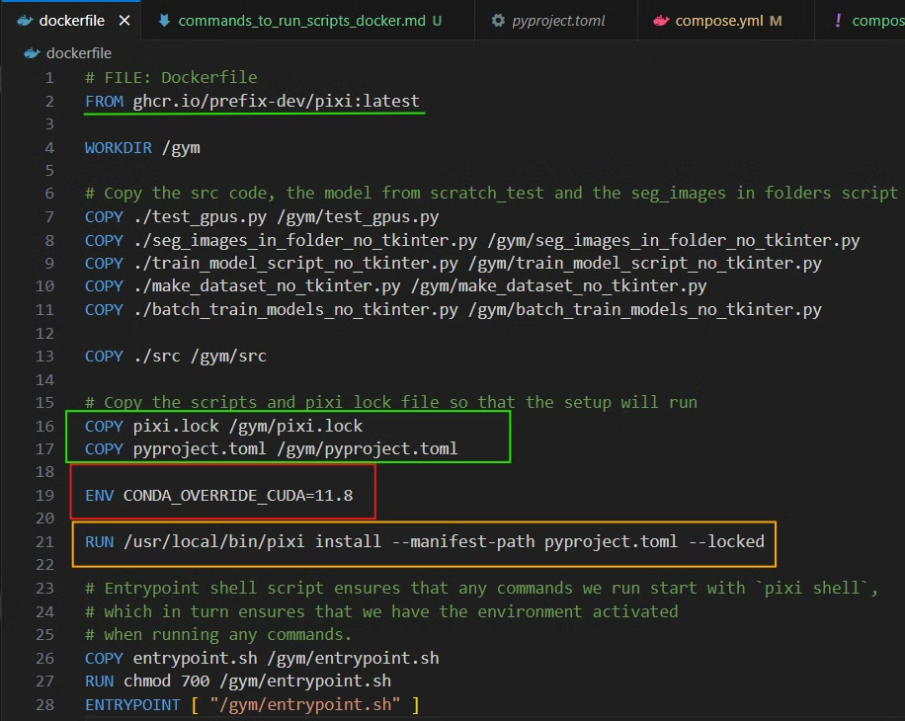 dockerfile
commands_to_run_scripts_docker.md U
pyproject.toml
compose.yml M
compos
dockerfile
1 # FILE: Dockerfile
2 FROM ghcr.io/prefix-dev/pixi:latest
3
4 WORKDIR /gym
5
6 # Copy the src code, the model from scratch_test and the seg_images in folders script
7 COPY ./test_gpus.py /gym/test_gpus.py
8 COPY ./seg_images_in_folder_no_tkinter.py /gym/seg_images_in_folder_no_tkinter.py
9 COPY ./train_model_script_no_tkinter.py /gym/train_model_script_no_tkinter.py
10 COPY ./make_dataset_no_tkinter.py /gym/make_dataset_no_tkinter.py
11 COPY ./batch_train_models_no_tkinter.py /gym/batch_train_models_no_tkinter.py
12
13 COPY ./src /gym/src
14
15 # Copy the scripts and pixi lock file so that the setup will run
16 COPY pixi.lock /gym/pixi.lock
17 COPY pyproject.toml /gym/pyproject.toml
18
19 ENV CONDA_OVERRIDE_CUDA=11.8
20
21 RUN /usr/local/bin/pixi install --manifest-path pyproject.toml --locked
22
23 # Entrypoint shell script ensures that any commands we run start with `pixi shell`,
24 # which in turn ensures that we have the environment activated
25 # when running any commands.
26 COPY entrypoint.sh /gym/entrypoint.sh
27 RUN chmod 700 /gym/entrypoint.sh
28 ENTRYPOINT [ "/gym/entrypoint.sh" ]